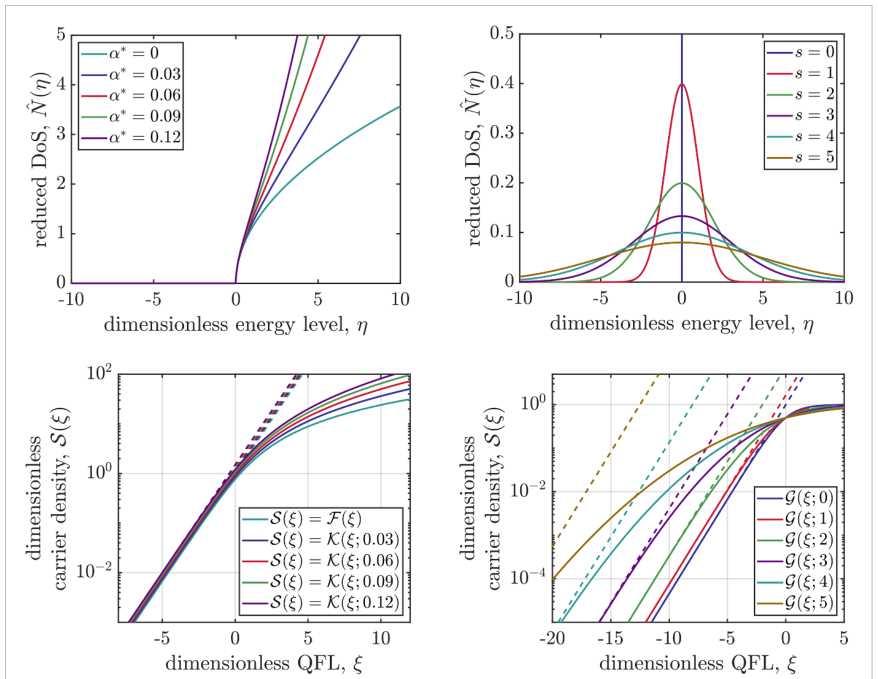 5
4
3
2
1
0
reduced DoS, N̂(η)
α* = 0
α* = 0.03
α* = 0.06
α* = 0.09
α* = 0.12
-10
-5
0
5
10
dimensionless energy level, η
0.5
0.4
0.3
0.2
0.1
0
reduced DoS, N̂(η)
s = 0
s = 1
s = 2
s = 3
s = 4
s = 5
-10
-5
0
5
10
dimensionless energy level, η
10²
10⁰
10⁻²
dimensionless
carrier density, 𝒮(ξ)
𝒮(ξ) = ℱ(ξ)
𝒮(ξ) = 𝒦(ξ; 0.03)
𝒮(ξ) = 𝒦(ξ; 0.06)
𝒮(ξ) = 𝒦(ξ; 0.09)
𝒮(ξ) = 𝒦(ξ; 0.12)
-5
0
5
10
dimensionless QFL, ξ
10⁰
10⁻²
10⁻⁴
dimensionless
carrier density, 𝒮(ξ)
𝒢(ξ; 0)
𝒢(ξ; 1)
𝒢(ξ; 2)
𝒢(ξ; 3)
𝒢(ξ; 4)
𝒢(ξ; 5)
-20
-15
-10
-5
0
5
dimensionless QFL, ξ